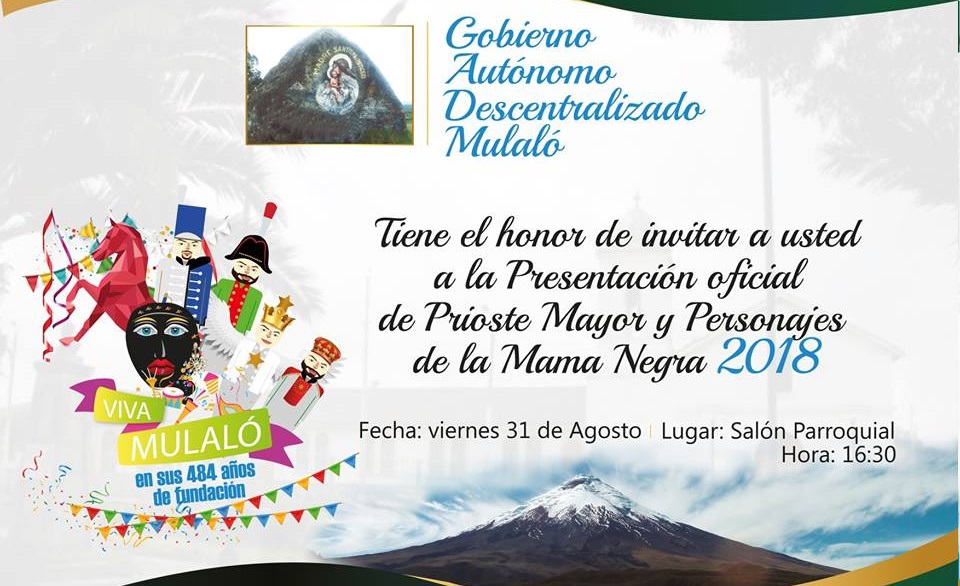 MADRE SANTÍSIMA
Gobierno
Autónomo
Descentralizado
Mulaló
Tiene el honor de invitar a usted
a la Presentación oficial
de Prioste Mayor y Personajes
de la Mama Negra 2018
Fecha: viernes 31 de Agosto | Lugar: Salón Parroquial
Hora: 16:30
VIVA
MULALÓ
en sus 484 años
de fundación